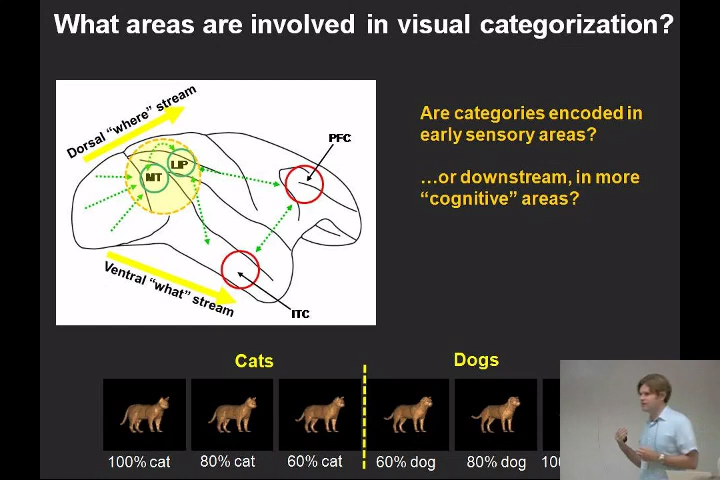 What areas are involved in visual categorization?
Dorsal “where” stream
PFC
LIP
MT
Ventral “what” stream
ITC
Are categories encoded in
early sensory areas?
…or downstream, in more
“cognitive” areas?
Cats
Dogs
100% cat
80% cat
60% cat
60% dog
80% dog